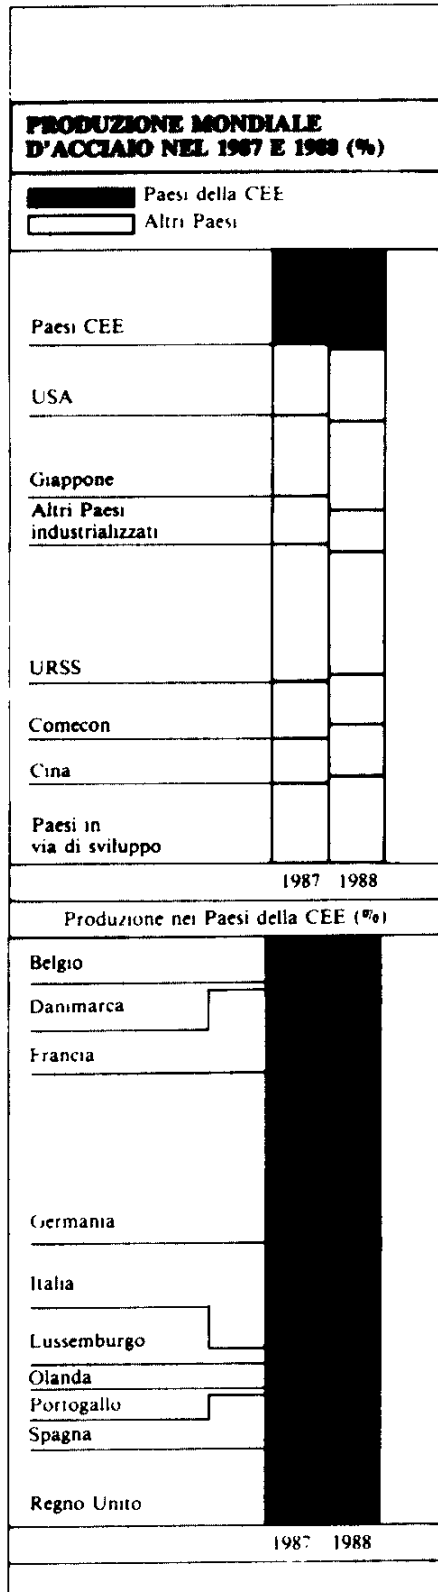 PRODUZIONE MONDIALE
D'ACCIAIO NEL 1987 E 1988 (%)
Paesi della CEE
Altri Paesi
Paesi CEE
USA
Giappone
Altri Paesi
industrializzati
URSS
Comecon
Cina
Paesi in
via di sviluppo
1987 1988
Produzione nei Paesi della CEE (%)
Belgio
Danimarca
Francia
Germania
Italia
Lussemburgo
Olanda
Portogallo
Spagna
Regno Unito
1987 1988